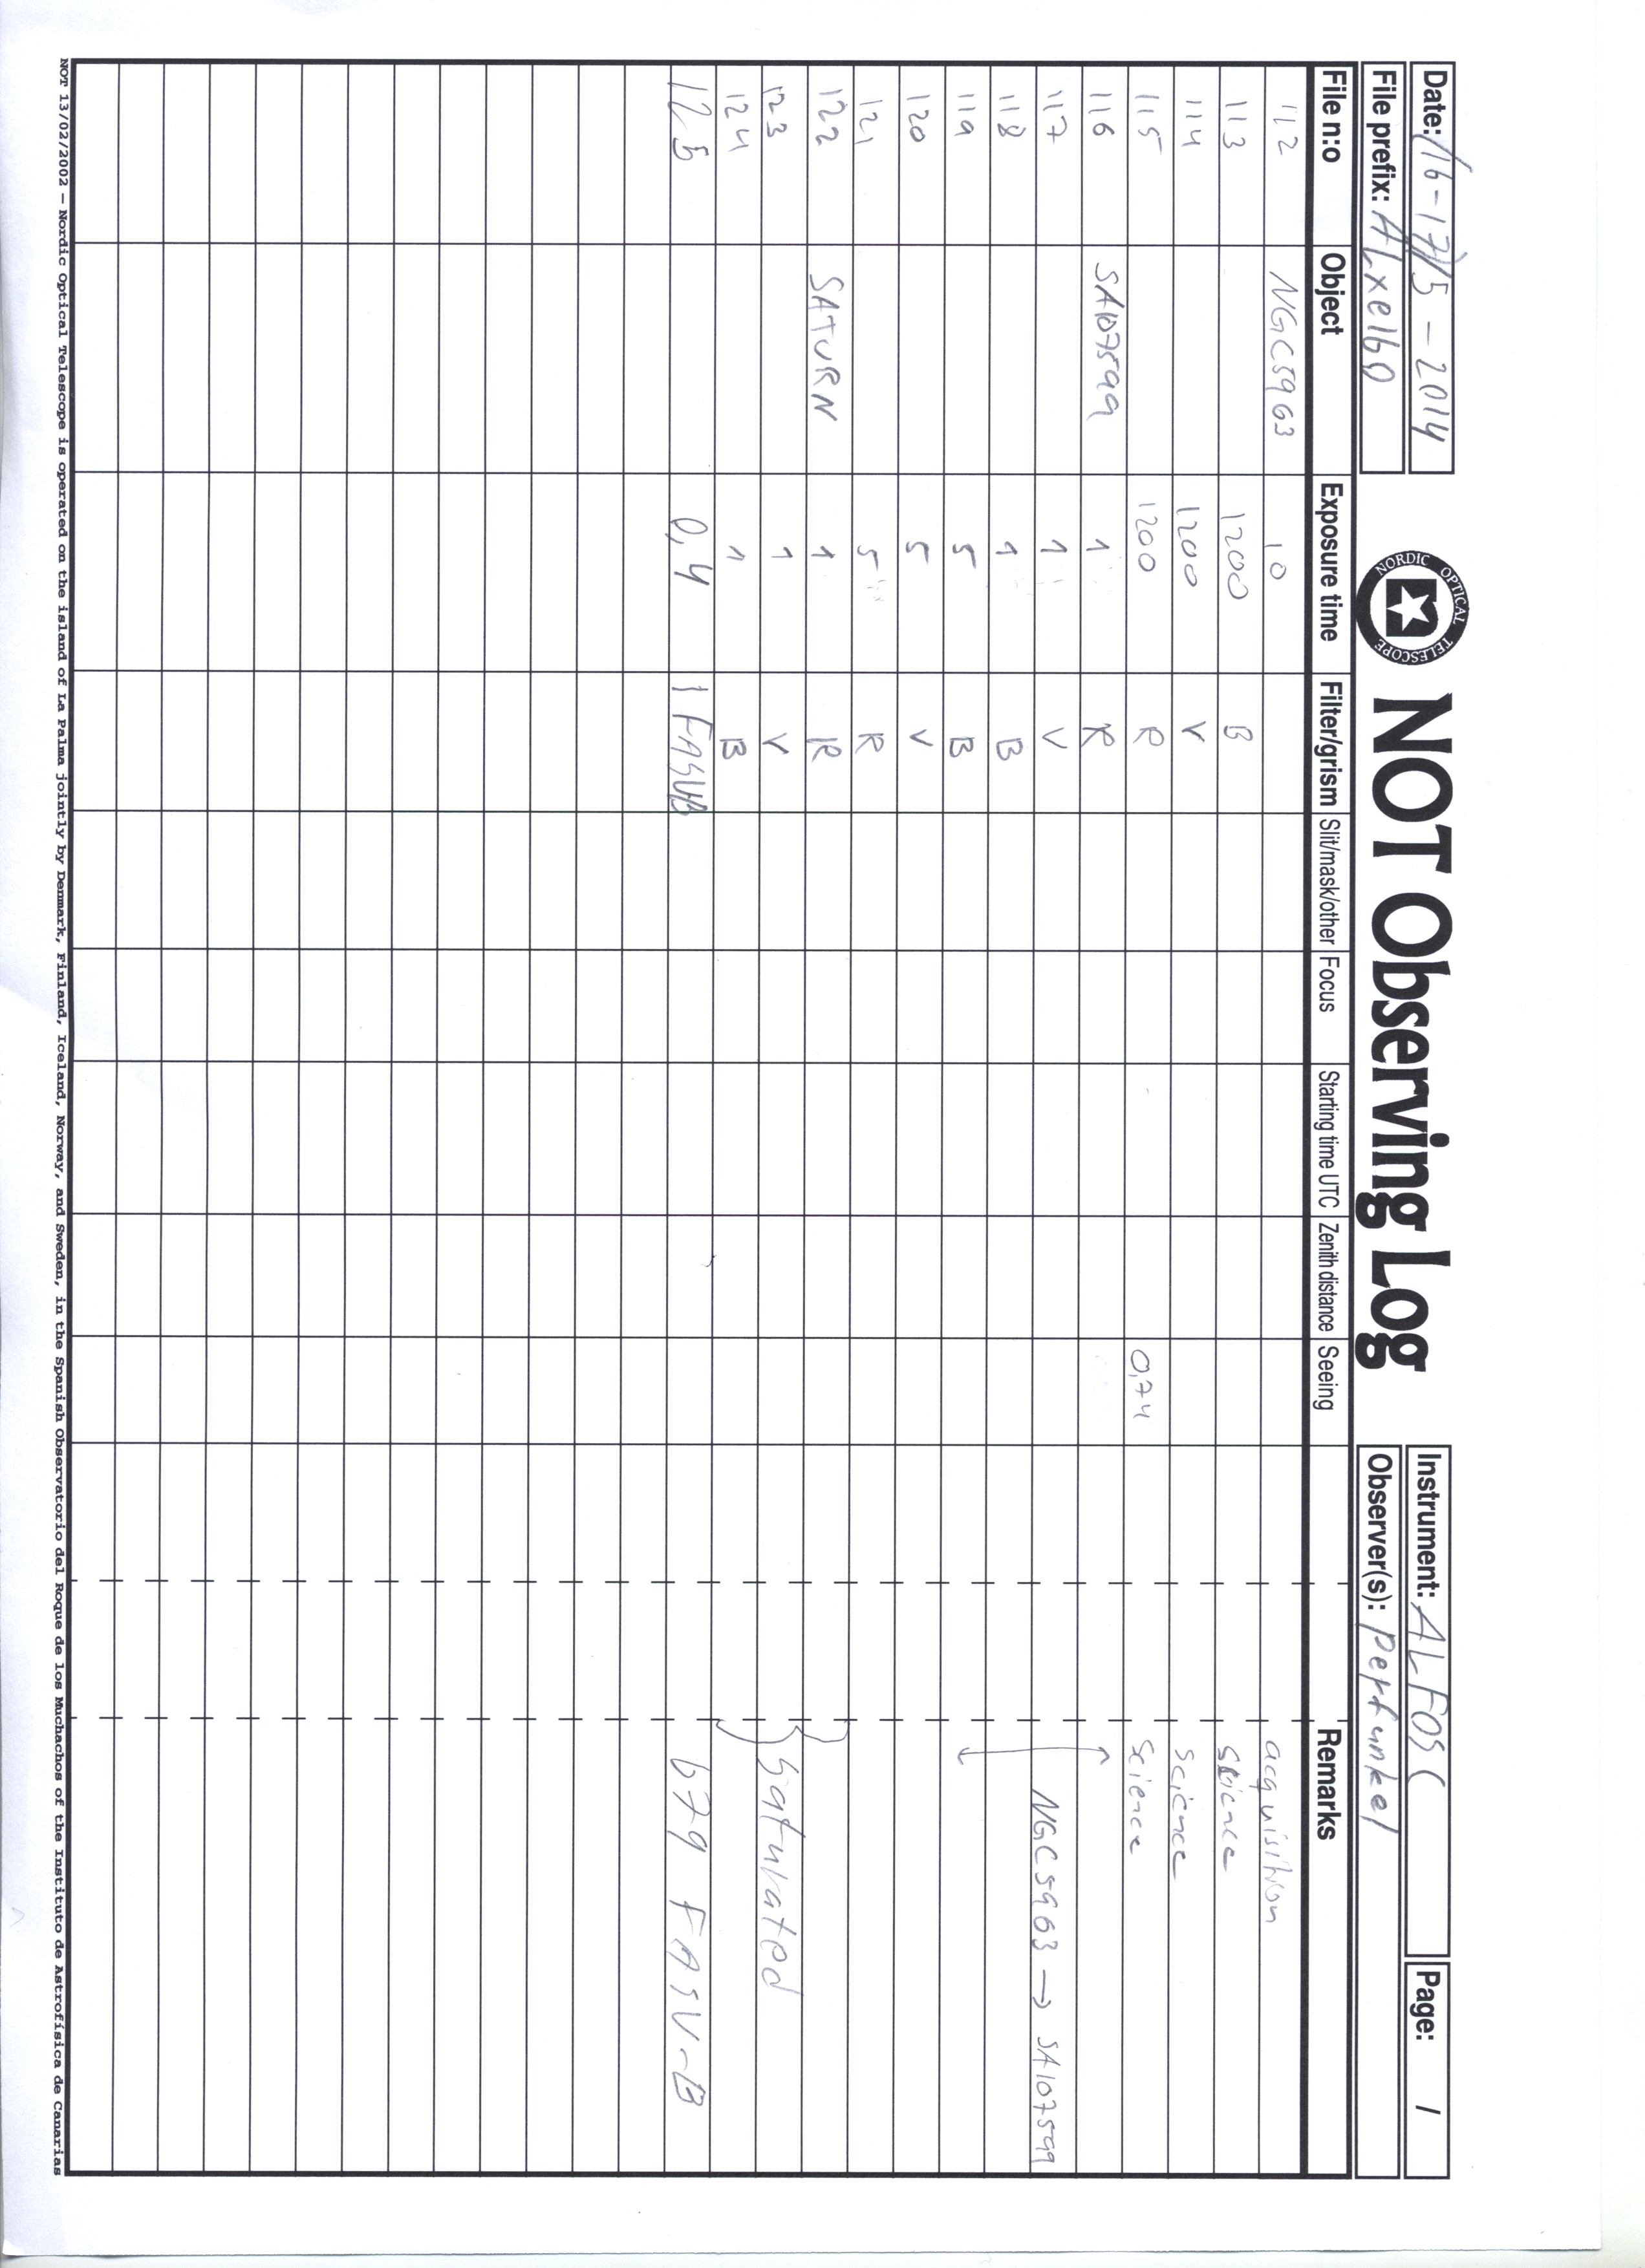 Date: 16-17/5 - 2014
File prefix: ALxe160
NORDIC OPTICAL TELESCOPE
NOT Observing Log
Instrument: ALFOSC
Page: 1
Observer(s): Perfunkel
File n:o Object Exposure time Filter/grism Slit/mask/other Focus Starting time UTC Zenith distance Seeing Remarks
112 NGC5963 10 acquisition
113 1200 B science
114 1200 V science
115 1200 R 0,74 science
116 SA107599 1 R
117 1 V NGC5963 → SA107599
118 1 B
119 5 B
120 5 V
121 5 R
122 SATURN 1 R
123 1 V Saturated
124 1 B
125 0,4 1 FASUB 679 FASU-B
NOT 13/02/2002 — Nordic Optical Telescope is operated on the island of La Palma jointly by Denmark, Finland, Iceland, Norway, and Sweden, in the Spanish Observatorio del Roque de los Muchachos of the Instituto de Astrofísica de Canarias